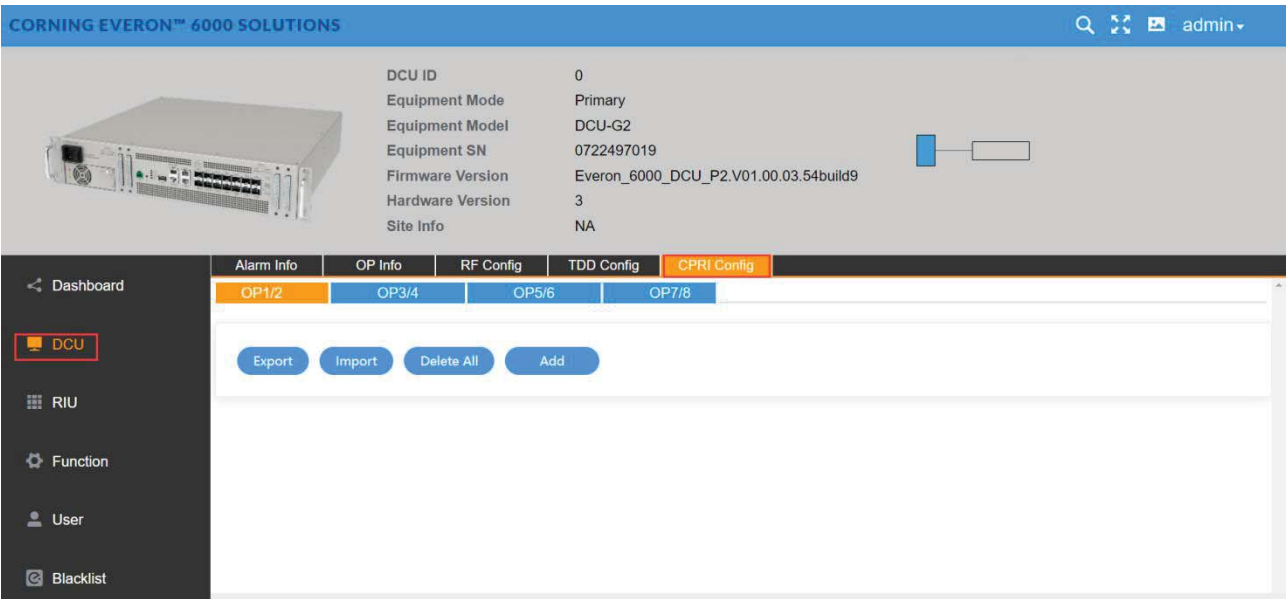 CORNING EVERON™ 6000 SOLUTIONS
admin
DCU ID 0
Equipment Mode Primary
Equipment Model DCU-G2
Equipment SN 0722497019
Firmware Version Everon_6000_DCU_P2.V01.00.03.54build9
Hardware Version 3
Site Info NA
Alarm Info OP Info RF Config TDD Config CPRI Config
OP1/2 OP3/4 OP5/6 OP7/8
Export Import Delete All Add
Dashboard
DCU
RIU
Function
User
Blacklist